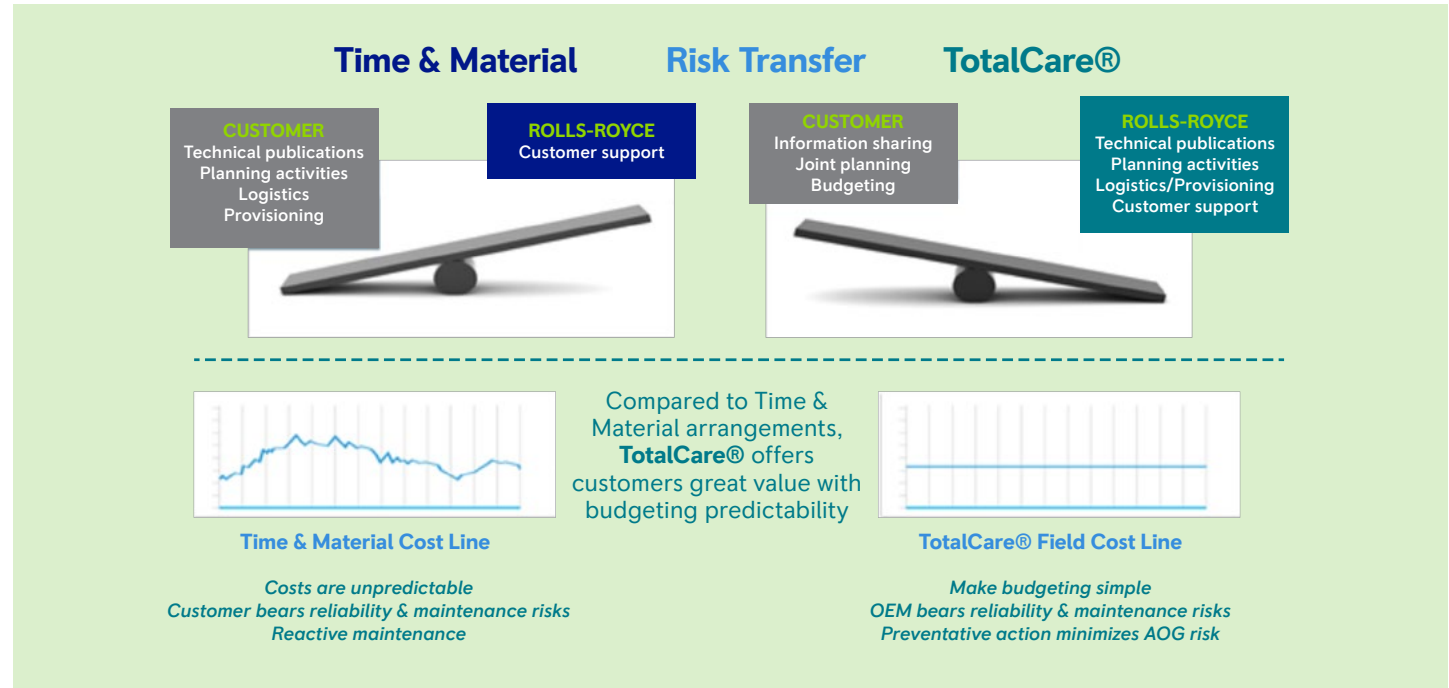 Time & Material
Risk Transfer
TotalCare®
CUSTOMER
Technical publications
Planning activities
Logistics
Provisioning
ROLLS-ROYCE
Customer support
CUSTOMER
Information sharing
Joint planning
Budgeting
ROLLS-ROYCE
Technical publications
Planning activities
Logistics/Provisioning
Customer support
Compared to Time &
Material arrangements,
TotalCare® offers
customers great value with
budgeting predictability
Time & Material Cost Line
Costs are unpredictable
Customer bears reliability & maintenance risks
Reactive maintenance
TotalCare® Field Cost Line
Make budgeting simple
OEM bears reliability & maintenance risks
Preventative action minimizes AOG risk